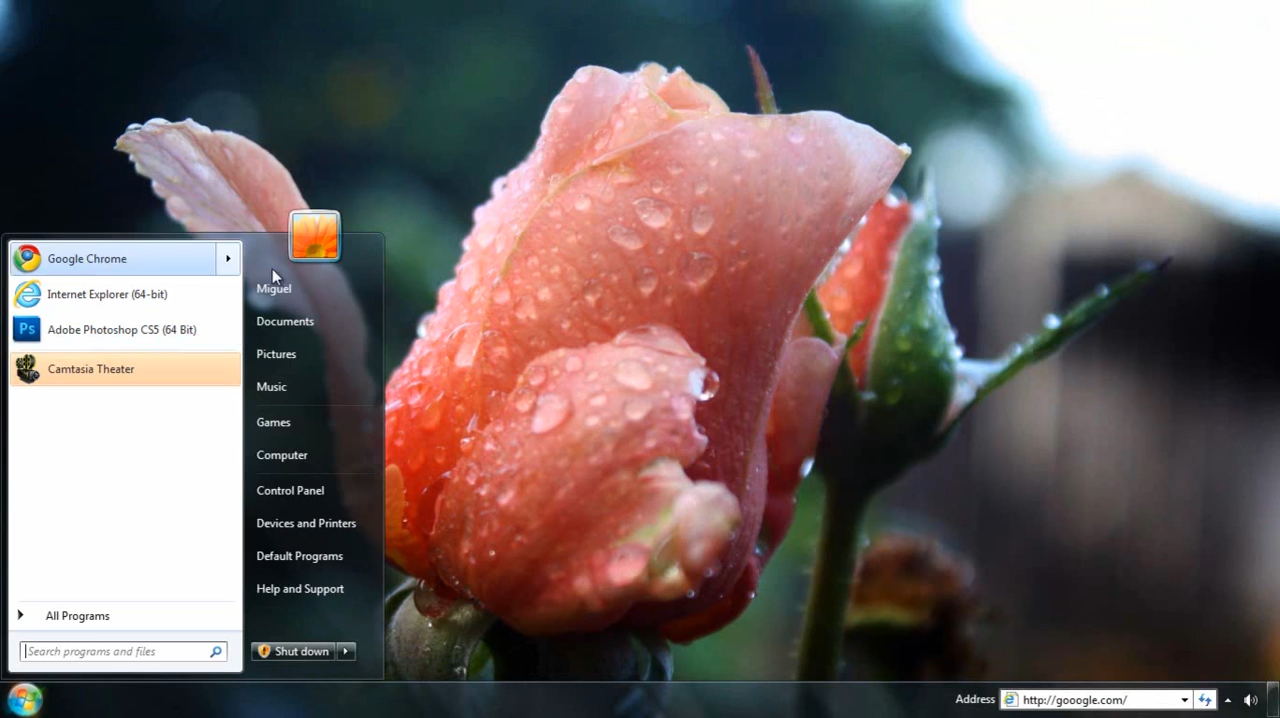 Google Chrome
Internet Explorer (64-bit)
Ps Adobe Photoshop CS5 (64 Bit)
Camtasia Theater
All Programs
Search programs and files
Miguel
Documents
Pictures
Music
Games
Computer
Control Panel
Devices and Printers
Default Programs
Help and Support
Shut down
Address http://gooogle.com/